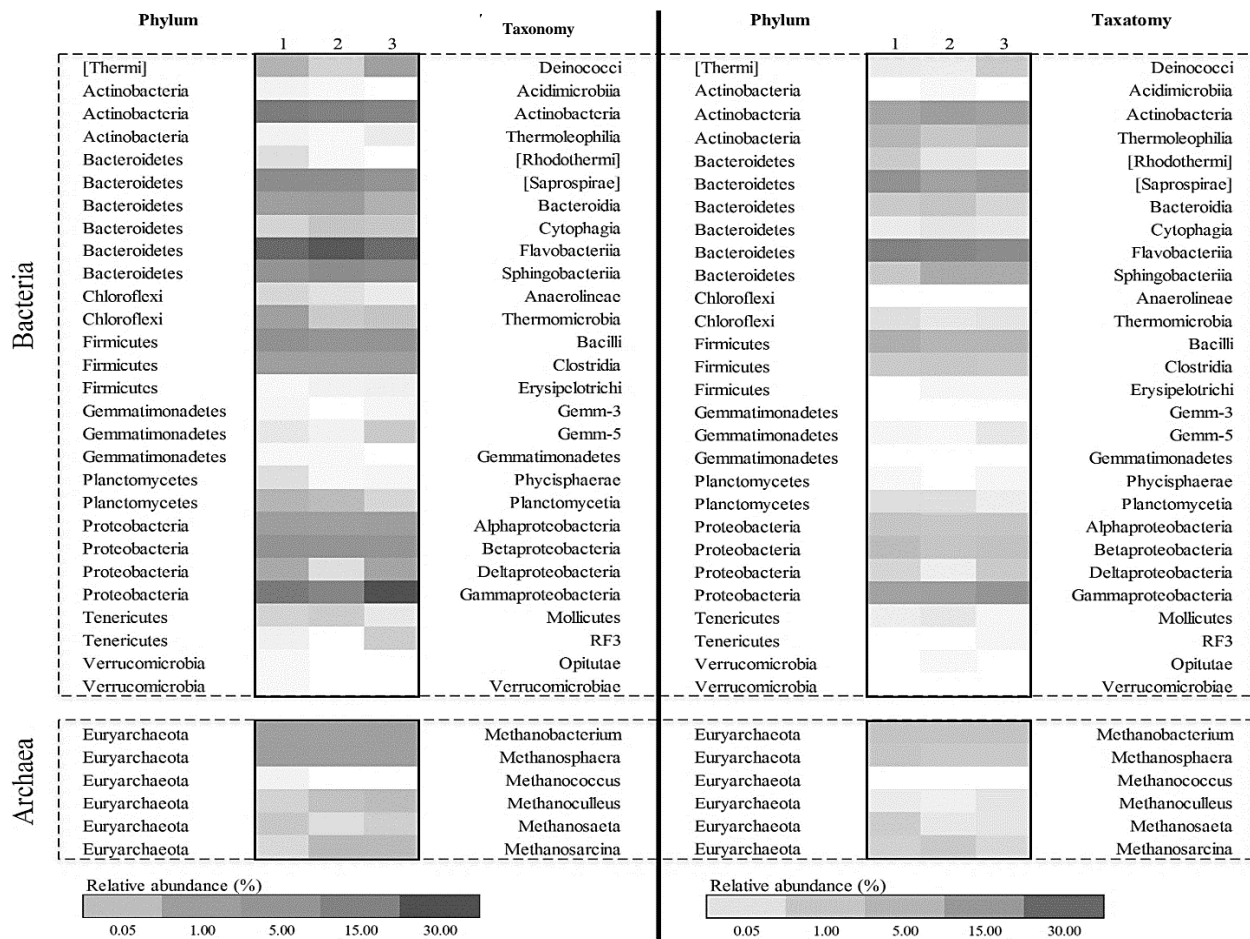 Phylum Taxonomy Phylum Taxatomy
1 2 3 1 2 3
[Thermi] Deinococci [Thermi] Deinococci
Actinobacteria Acidimicrobiia Actinobacteria Acidimicrobiia
Actinobacteria Actinobacteria Actinobacteria Actinobacteria
Actinobacteria Thermoleophilia Actinobacteria Thermoleophilia
Bacteroidetes [Rhodothermi] Bacteroidetes [Rhodothermi]
Bacteroidetes [Saprospirae] Bacteroidetes [Saprospirae]
Bacteroidetes Bacteroidia Bacteroidetes Bacteroidia
Bacteroidetes Cytophagia Bacteroidetes Cytophagia
Bacteroidetes Flavobacteriia Bacteroidetes Flavobacteriia
Bacteroidetes Sphingobacteriia Bacteroidetes Sphingobacteriia
Chloroflexi Anaerolineae Chloroflexi Anaerolineae
Chloroflexi Thermomicrobia Chloroflexi Thermomicrobia
Firmicutes Bacilli Firmicutes Bacilli
Firmicutes Clostridia Firmicutes Clostridia
Firmicutes Erysipelotrichi Firmicutes Erysipelotrichi
Gemmatimonadetes Gemm-3 Gemmatimonadetes Gemm-3
Gemmatimonadetes Gemm-5 Gemmatimonadetes Gemm-5
Gemmatimonadetes Gemmatimonadetes Gemmatimonadetes Gemmatimonadetes
Planctomycetes Phycisphaerae Planctomycetes Phycisphaerae
Planctomycetes Planctomycetia Planctomycetes Planctomycetia
Proteobacteria Alphaproteobacteria Proteobacteria Alphaproteobacteria
Proteobacteria Betaproteobacteria Proteobacteria Betaproteobacteria
Proteobacteria Deltaproteobacteria Proteobacteria Deltaproteobacteria
Proteobacteria Gammaproteobacteria Proteobacteria Gammaproteobacteria
Tenericutes Mollicutes Tenericutes Mollicutes
Tenericutes RF3 Tenericutes RF3
Verrucomicrobia Opitutae Verrucomicrobia Opitutae
Verrucomicrobia Verrucomicrobiae Verrucomicrobia Verrucomicrobiae
Bacteria
Euryarchaeota Methanobacterium Euryarchaeota Methanobacterium
Euryarchaeota Methanosphaera Euryarchaeota Methanosphaera
Euryarchaeota Methanococcus Euryarchaeota Methanococcus
Euryarchaeota Methanoculleus Euryarchaeota Methanoculleus
Euryarchaeota Methanosaeta Euryarchaeota Methanosaeta
Euryarchaeota Methanosarcina Euryarchaeota Methanosarcina
Archaea
Relative abundance (%) Relative abundance (%)
0.05 1.00 5.00 15.00 30.00 0.05 1.00 5.00 15.00 30.00